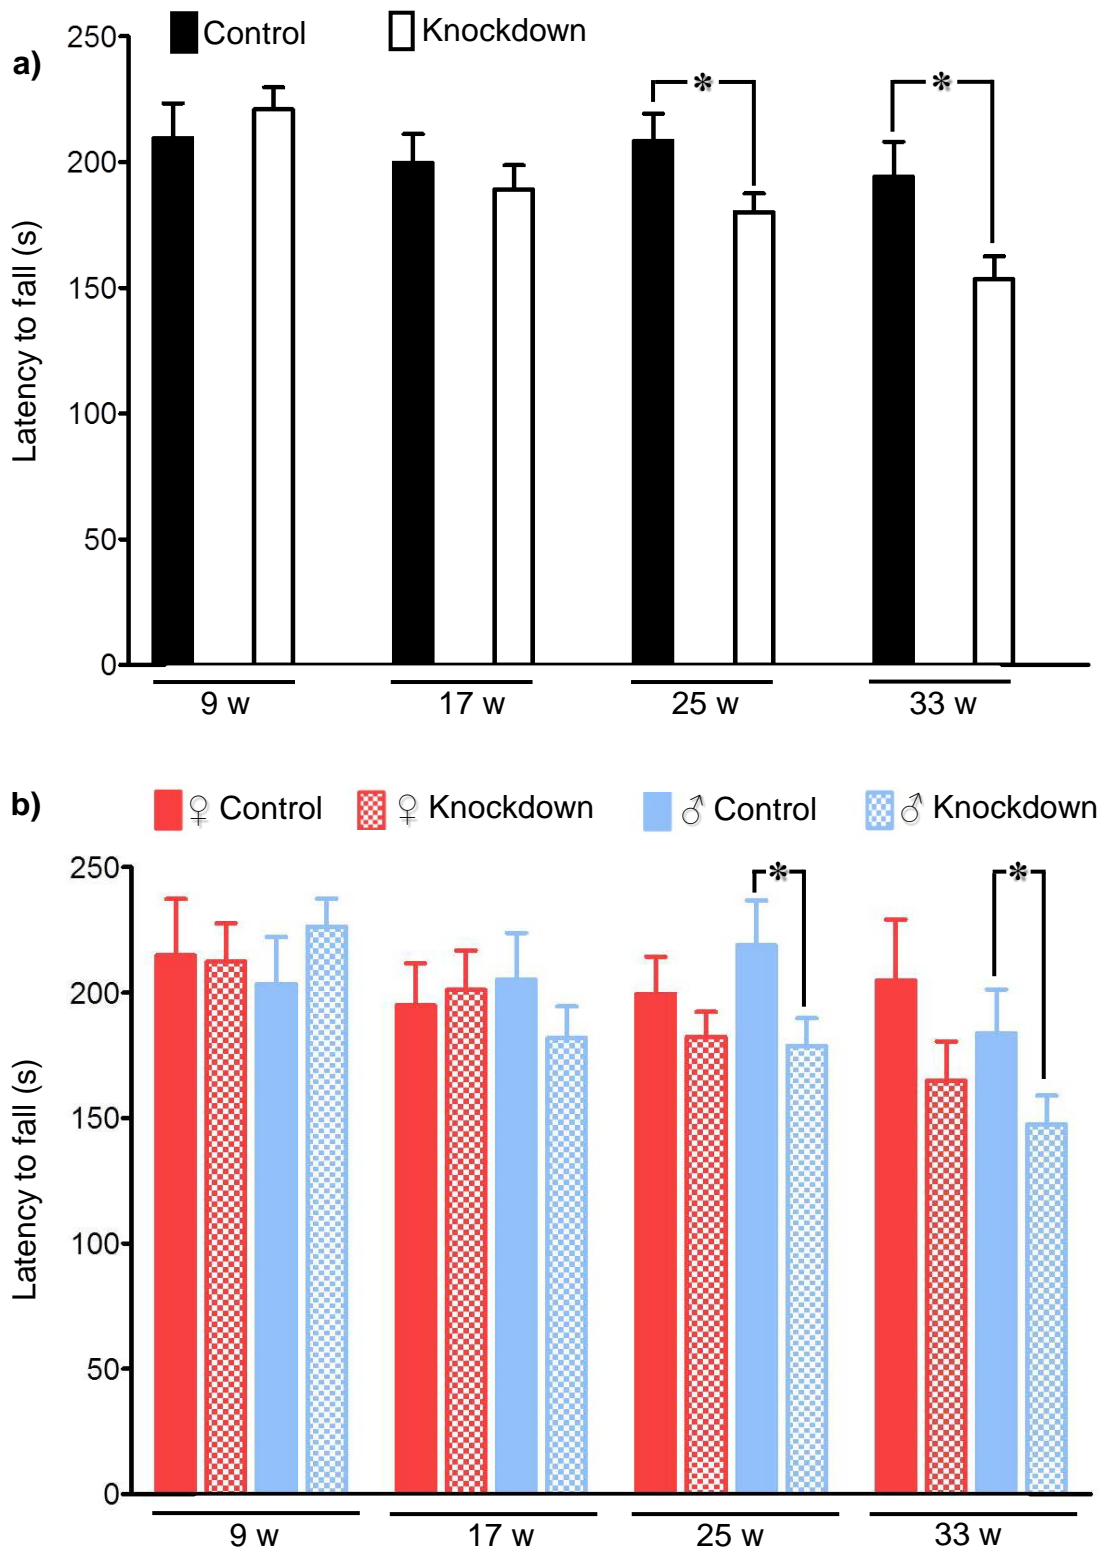 a)
Control Knockdown
Latency to fall (s)
250
200
150
100
50
0
* *
9 w 17 w 25 w 33 w
b)
♀ Control ♀ Knockdown ♂ Control ♂ Knockdown
Latency to fall (s)
250
200
150
100
50
0
* *
9 w 17 w 25 w 33 w